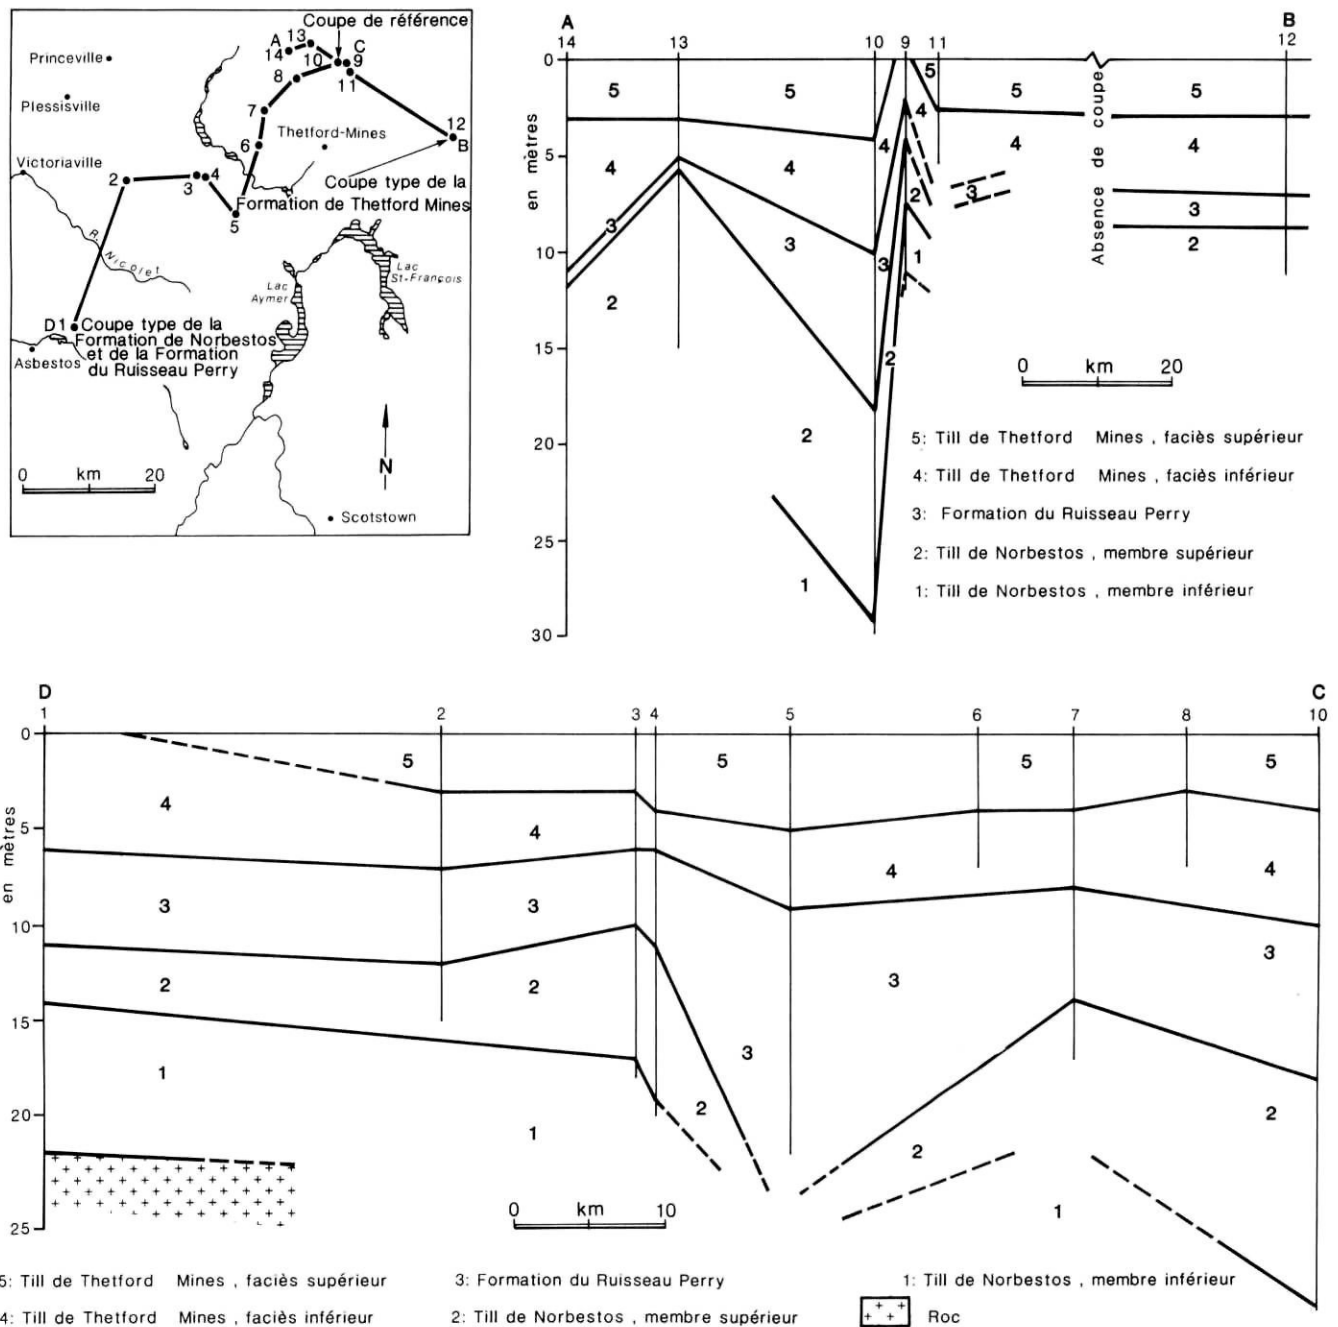 Coupe de référence
A 13 C
14 10 9
8 11
Princeville
Plessisville
7
6
Thetford-Mines
12
B
Victoriaville
2
3 4
5
Coupe type de la
Formation de Thetford Mines
R. Nicolet
Lac
Aymer
Lac
St-François
D1 Coupe type de la
Formation de Norbestos
et de la Formation
du Ruisseau Perry
Asbestos
0 km 20
N
Scotstown
A B
14 13 10 9 11 12
0
5
10
15
20
25
30
en mètres
5 5 5 5 5
4 4 4 4 4 4
3 3 3 3 3
2 2 2 2 2
1 1
Absence de coupe
0 km 20
5: Till de Thetford Mines , faciès supérieur
4: Till de Thetford Mines , faciès inférieur
3: Formation du Ruisseau Perry
2: Till de Norbestos , membre supérieur
1: Till de Norbestos , membre inférieur
D C
1 2 3 4 5 6 7 8 10
0
5
10
15
20
25
en mètres
5 5 5 5
4 4 4 4
3 3 3 3 3
2 2 2 2 2
1 1 1
0 km 10
5: Till de Thetford Mines , faciès supérieur
3: Formation du Ruisseau Perry
1: Till de Norbestos , membre inférieur
4: Till de Thetford Mines , faciès inférieur
2: Till de Norbestos , membre supérieur
Roc